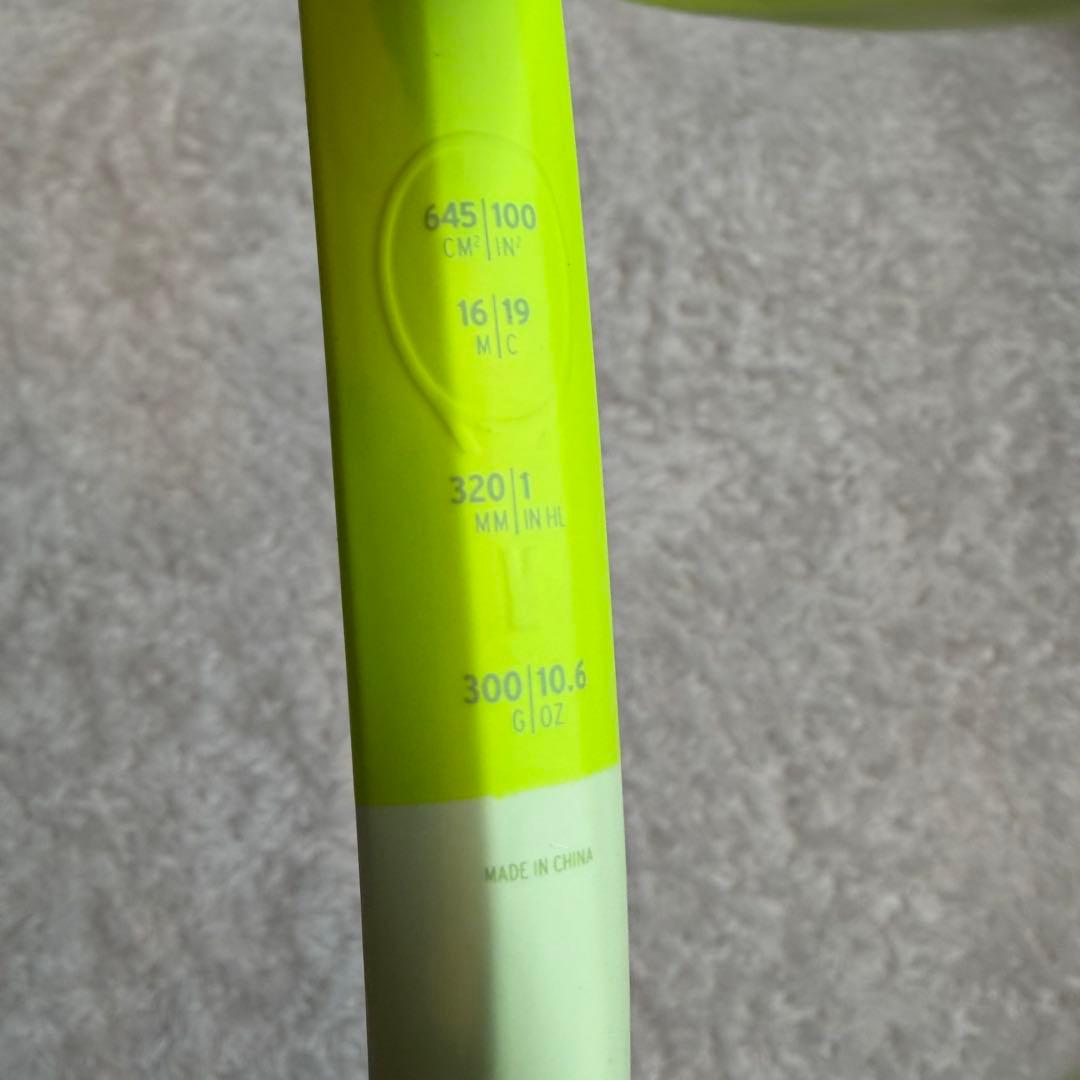 645|100
CM²|IN²
16|19
M|C
320|1
MM|IN HL
300|10.6
G|OZ
MADE IN CHINA